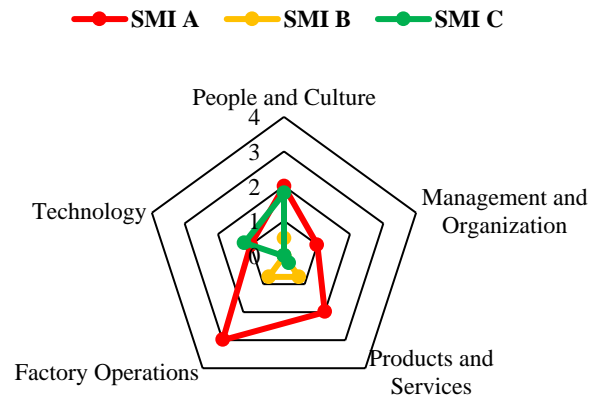 SMI A SMI B SMI C
People and Culture
4
3
2
1
0
Management and
Organization
Technology
Factory Operations
Products and
Services